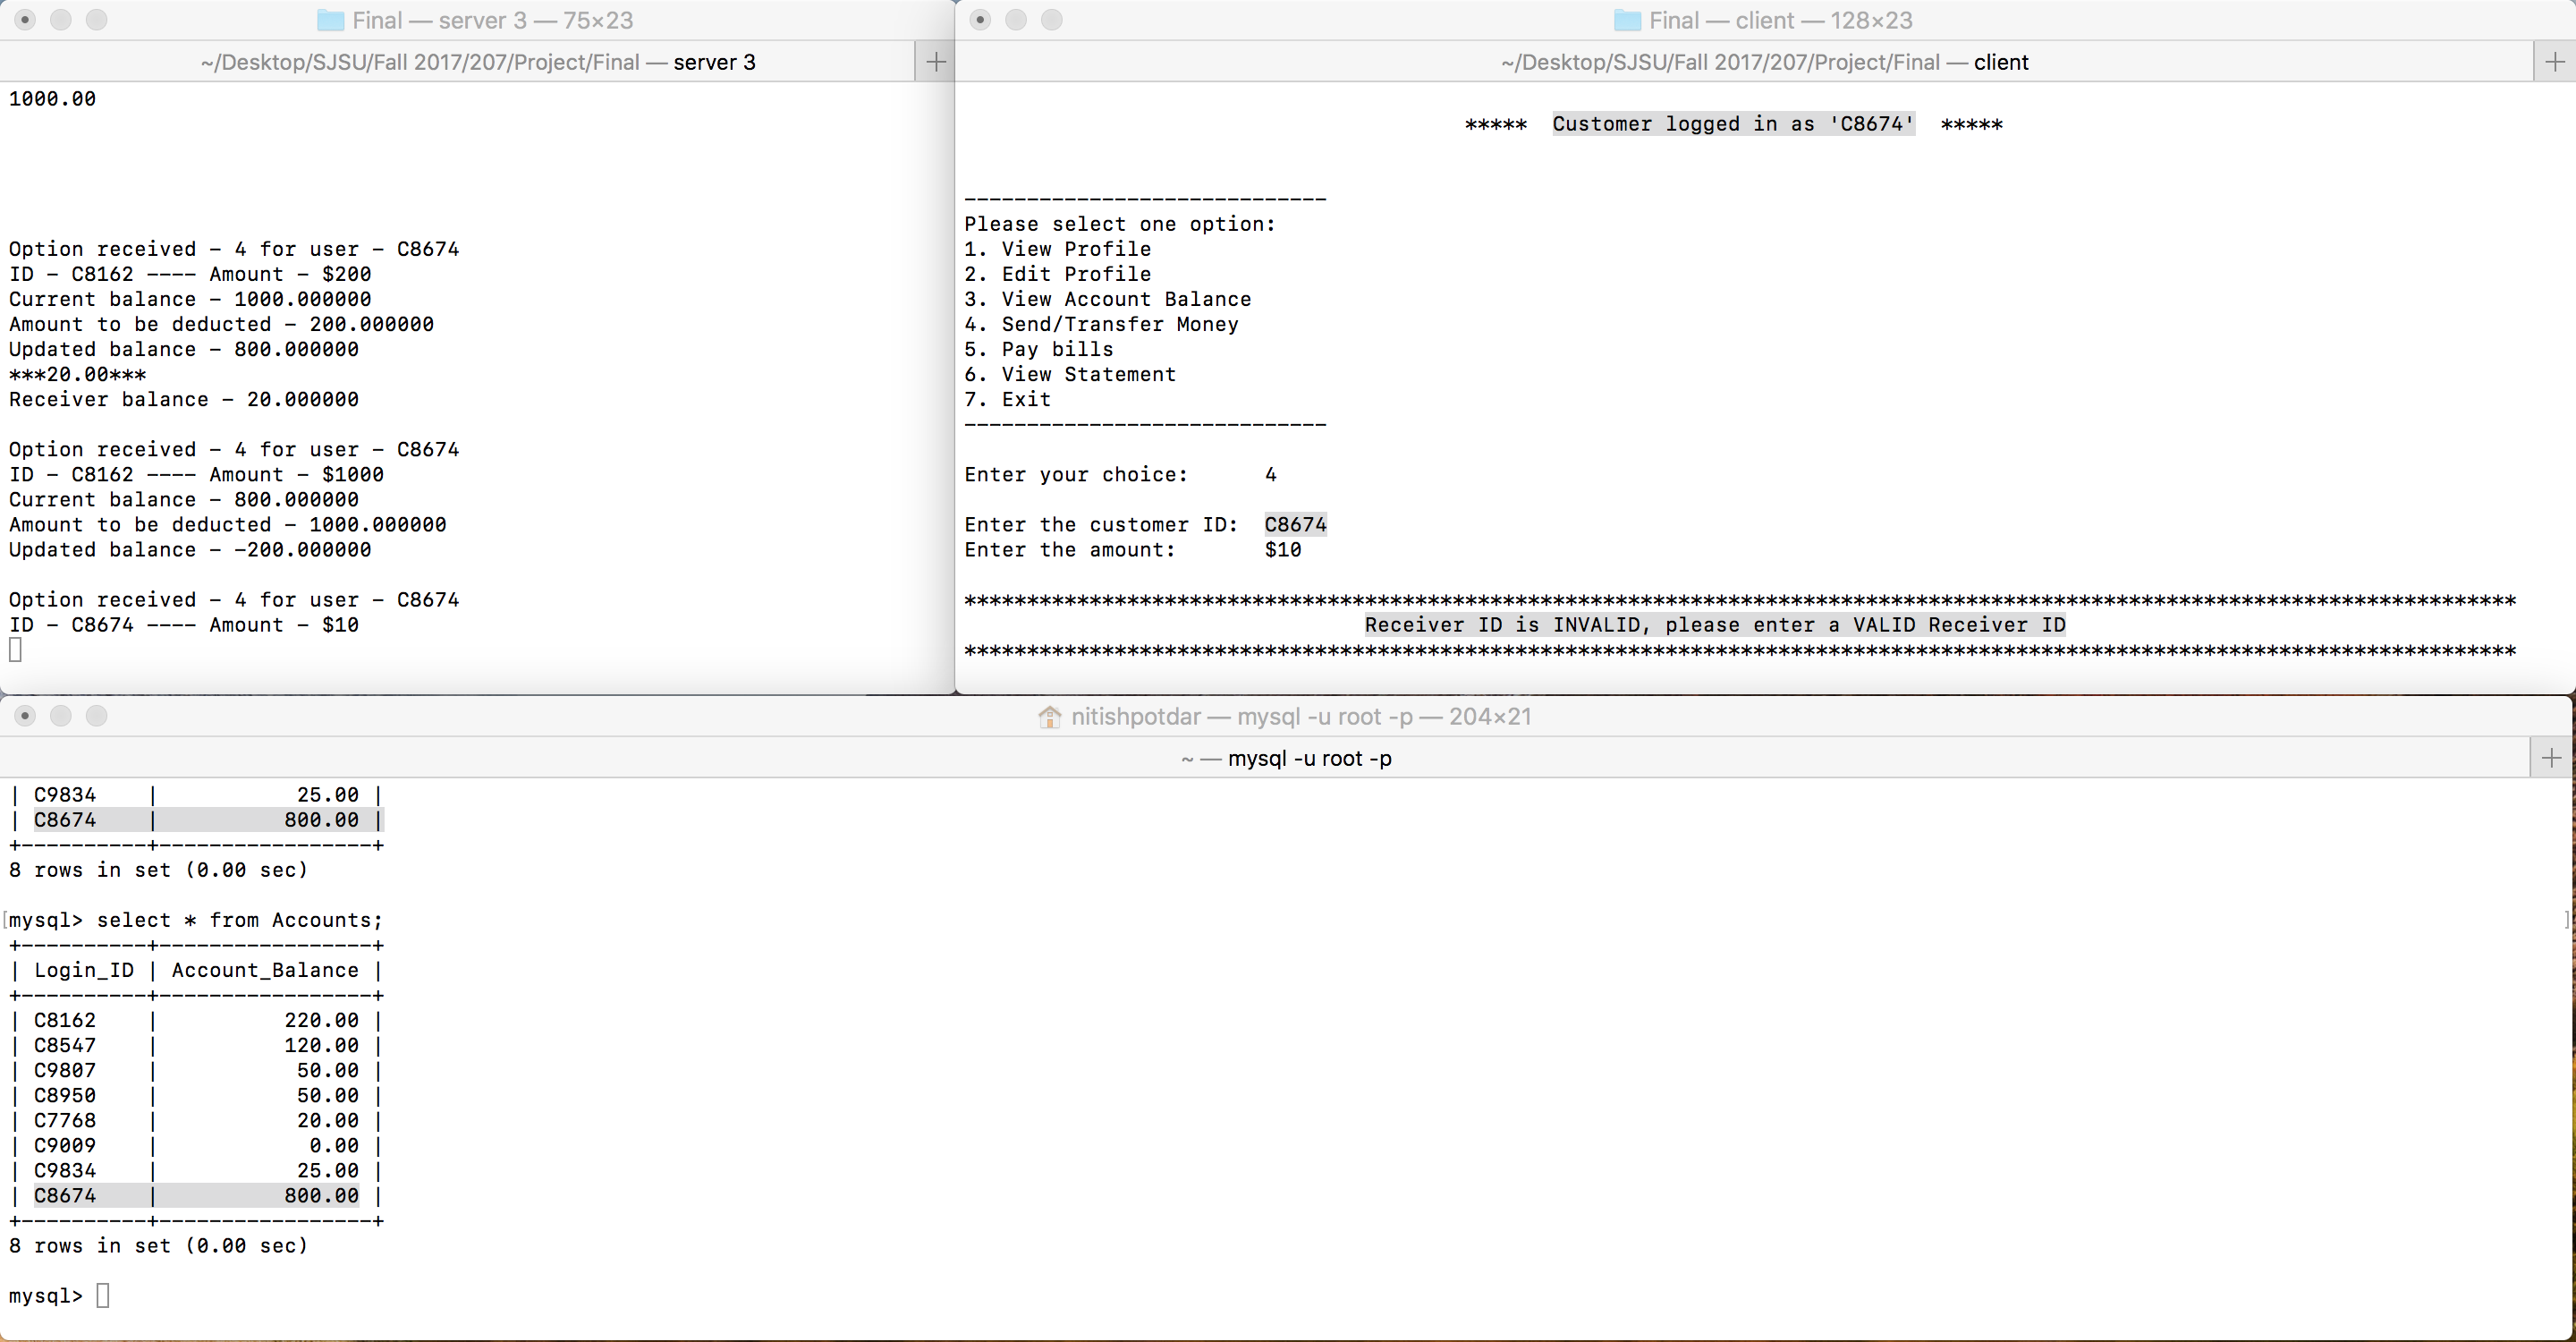 Final — server 3 — 75×23
~/Desktop/SJSU/Fall 2017/207/Project/Final — server 3
1000.00
Option received - 4 for user - C8674
ID - C8162 ---- Amount - $200
Current balance - 1000.000000
Amount to be deducted - 200.000000
Updated balance - 800.000000
***20.00***
Receiver balance - 20.000000
Option received - 4 for user - C8674
ID - C8162 ---- Amount - $1000
Current balance - 800.000000
Amount to be deducted - 1000.000000
Updated balance - -200.000000
Option received - 4 for user - C8674
ID - C8674 ---- Amount - $10
Final — client — 128×23
~/Desktop/SJSU/Fall 2017/207/Project/Final — client
***** Customer logged in as 'C8674' *****
-----------------------------
Please select one option:
1. View Profile
2. Edit Profile
3. View Account Balance
4. Send/Transfer Money
5. Pay bills
6. View Statement
7. Exit
-----------------------------
Enter your choice: 4
Enter the customer ID: C8674
Enter the amount: $10
****************************************************************************************************************************
Receiver ID is INVALID, please enter a VALID Receiver ID
****************************************************************************************************************************
nitishpotdar — mysql -u root -p — 204×21
~ — mysql -u root -p
| C9834    |           25.00 |
| C8674    |          800.00 |
+----------+-----------------+
8 rows in set (0.00 sec)
[mysql> select * from Accounts; ]
+----------+-----------------+
| Login_ID | Account_Balance |
+----------+-----------------+
| C8162    |          220.00 |
| C8547    |          120.00 |
| C9807    |           50.00 |
| C8950    |           50.00 |
| C7768    |           20.00 |
| C9009    |            0.00 |
| C9834    |           25.00 |
| C8674    |          800.00 |
+----------+-----------------+
8 rows in set (0.00 sec)
mysql>